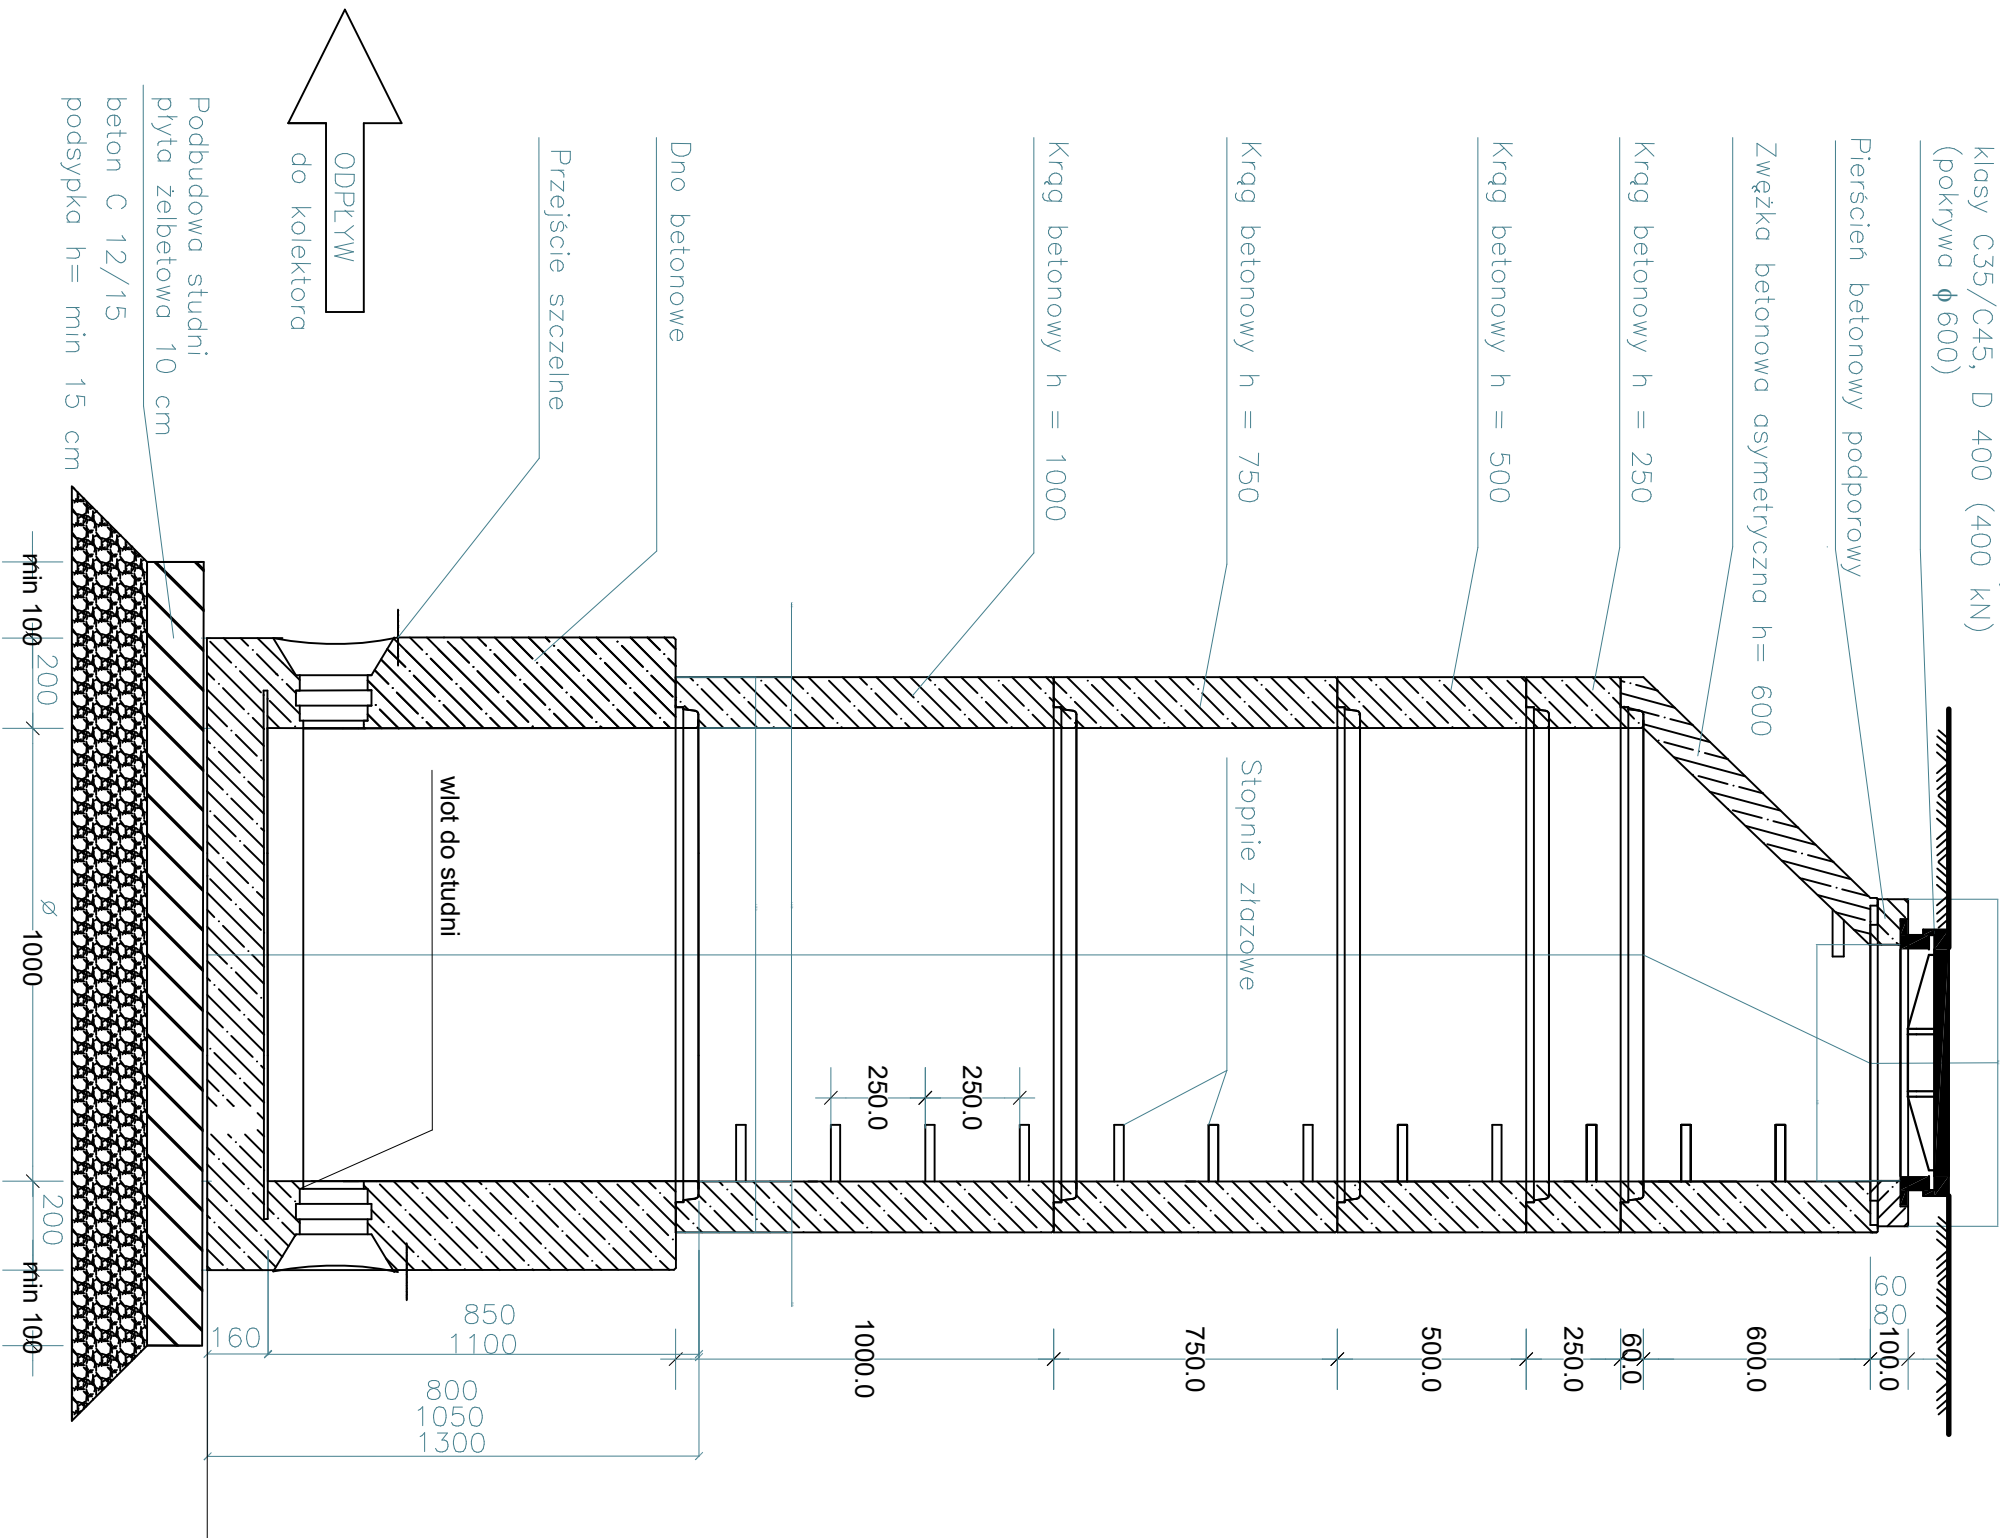 klasy C35/C45, D 400 (400 kN)
(pokrywa ϕ 600)
Pierścień betonowy podporowy
Zwężka betonowa asymetryczna h= 600
Krąg betonowy h = 250
Krąg betonowy h = 500
Krąg betonowy h = 750
Krąg betonowy h = 1000
Dno betonowe
Przejście szczelne
ODPŁYW
do kolektora
Podbudowa studni
płyta żelbetowa 10 cm
beton C 12/15
podsypka h= min 15 cm
Stopnie złazowe
wlot do studni
250.0
250.0
60
80
100.0
600.0
60.0
250.0
500.0
750.0
1000.0
850
1100
160
800
1050
1300
min 100
200
ø
1000
200
min 100